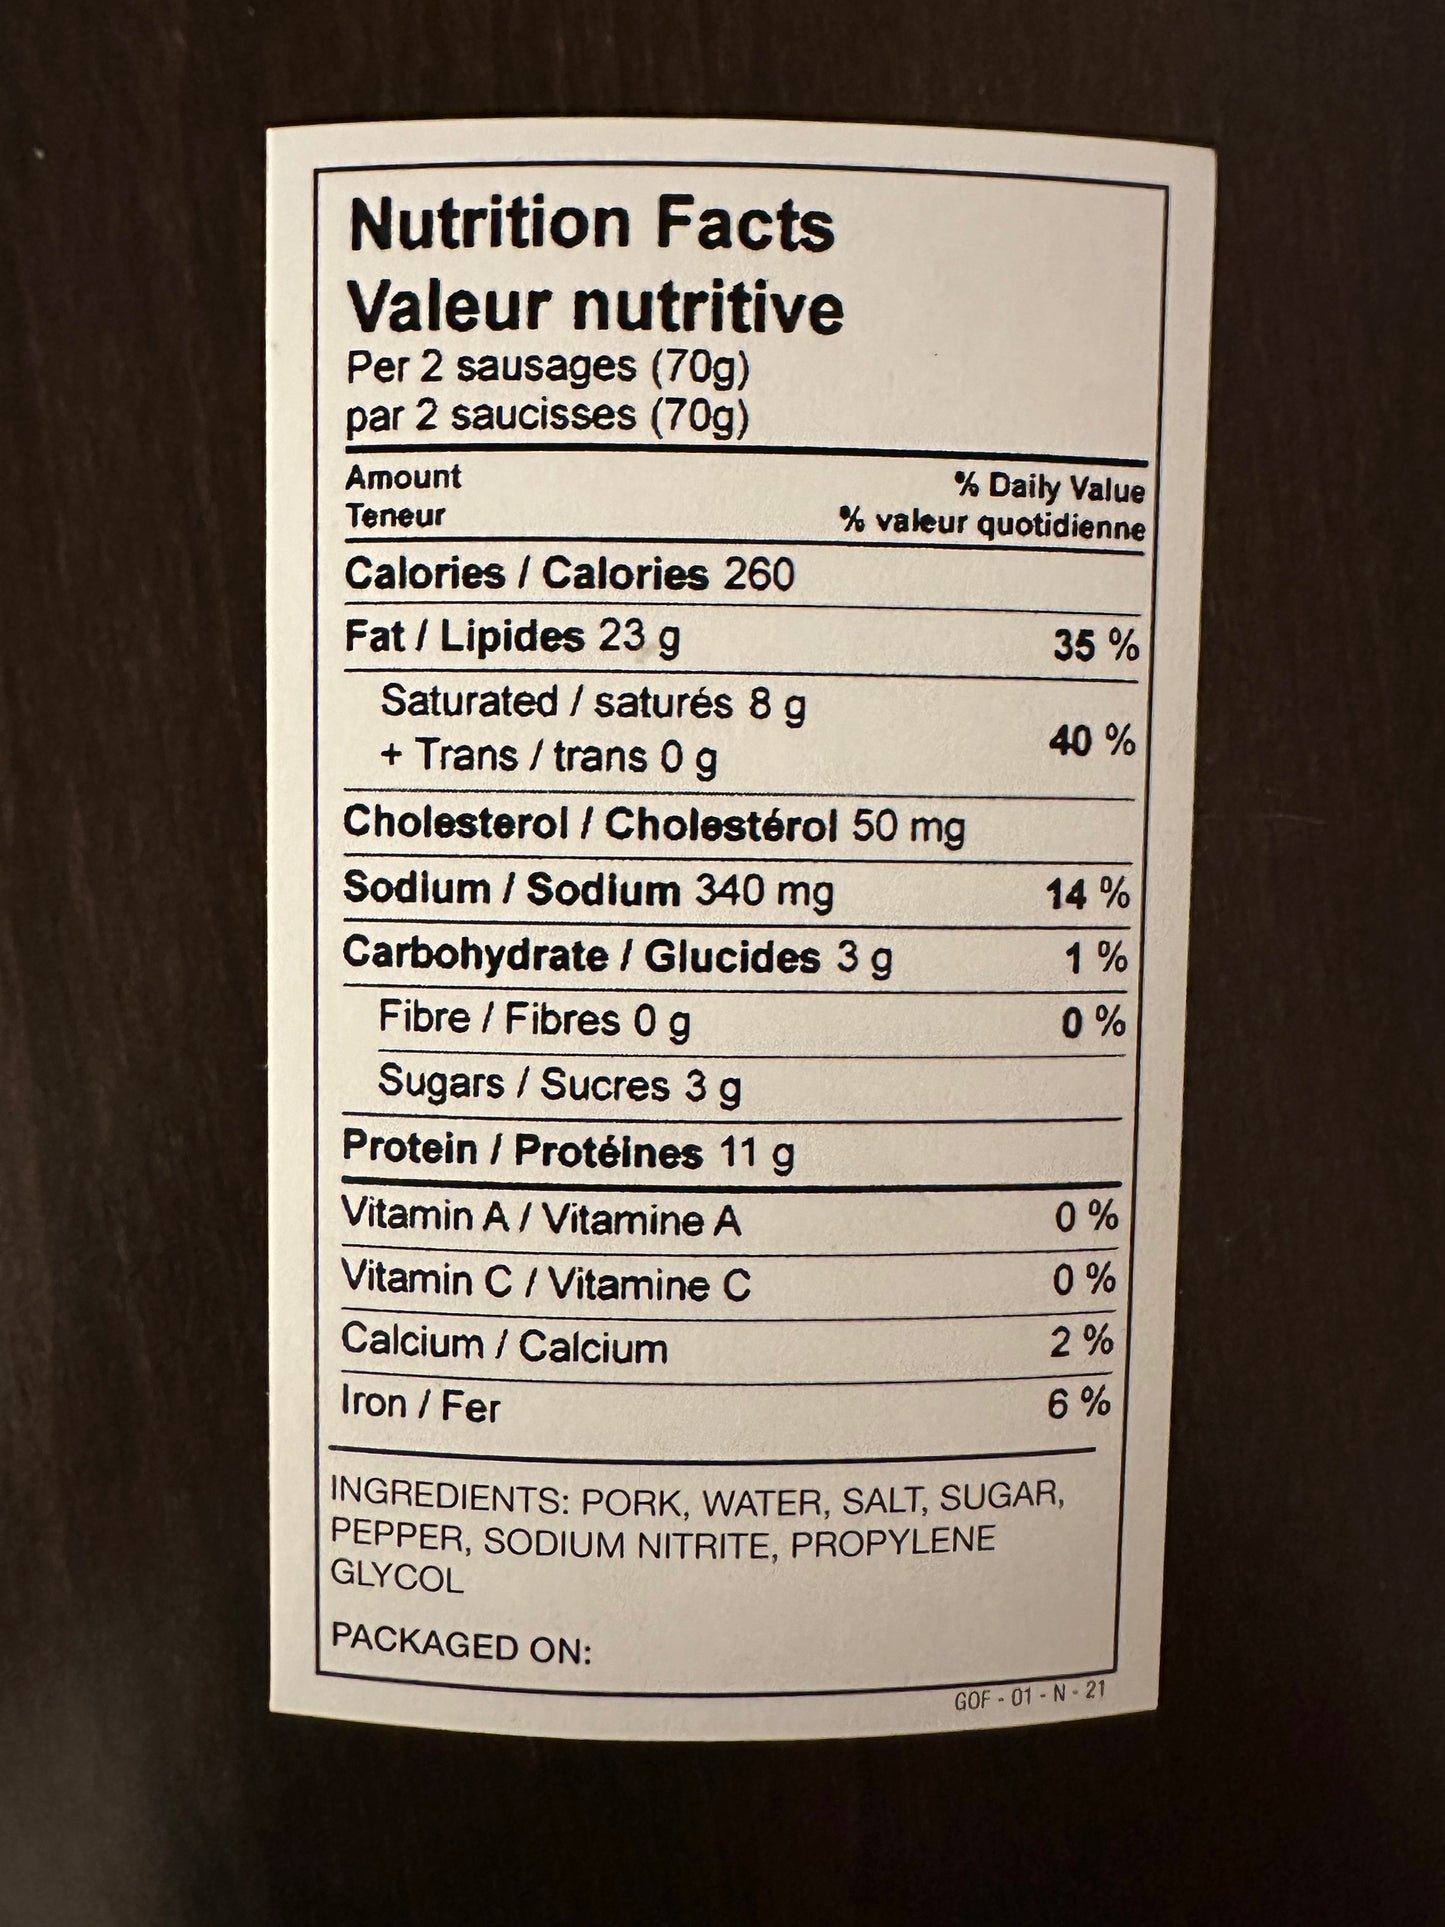 Nutrition Facts
Valeur nutritive
Per 2 sausages (70g)
par 2 saucisses (70g)
Amount % Daily Value
Teneur % valeur quotidienne
Calories / Calories 260
Fat / Lipides 23 g 35 %
Saturated / saturés 8 g
+ Trans / trans 0 g 40 %
Cholesterol / Cholestérol 50 mg
Sodium / Sodium 340 mg 14 %
Carbohydrate / Glucides 3 g 1 %
Fibre / Fibres 0 g 0 %
Sugars / Sucres 3 g
Protein / Protéines 11 g
Vitamin A / Vitamine A 0 %
Vitamin C / Vitamine C 0 %
Calcium / Calcium 2 %
Iron / Fer 6 %
INGREDIENTS: PORK, WATER, SALT, SUGAR,
PEPPER, SODIUM NITRITE, PROPYLENE
GLYCOL
PACKAGED ON:
GOF - 01 - N - 21